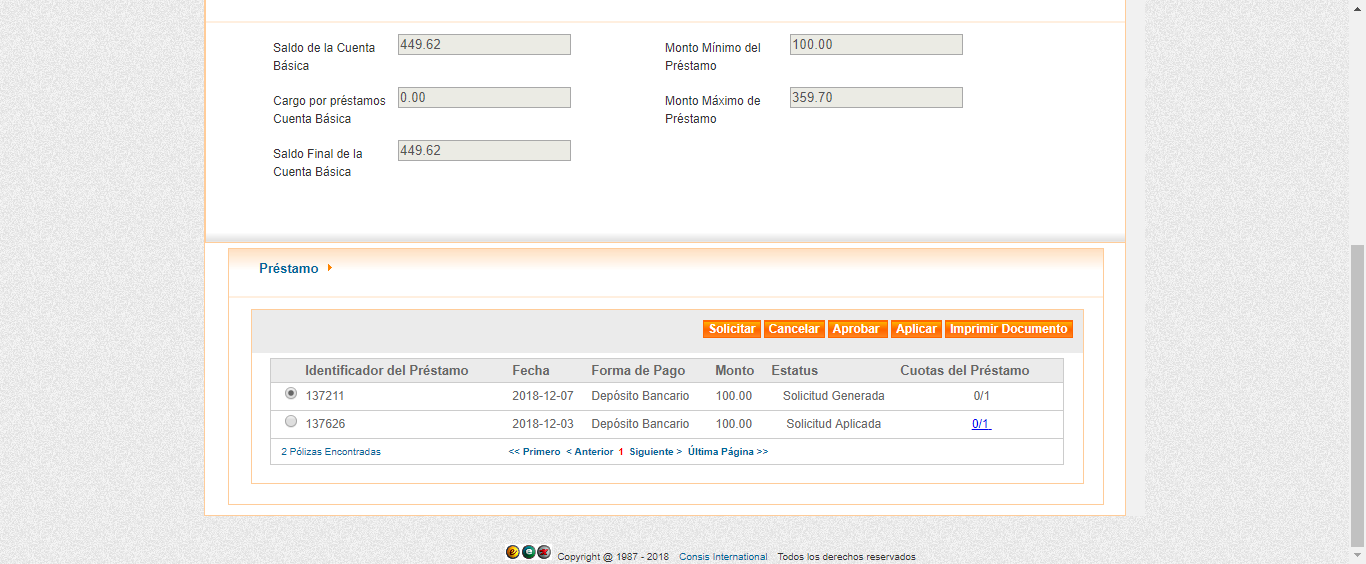 Saldo de la Cuenta Básica 449.62 Monto Mínimo del Préstamo 100.00
Cargo por préstamos Cuenta Básica 0.00 Monto Máximo de Préstamo 359.70
Saldo Final de la Cuenta Básica 449.62
Préstamo
Solicitar Cancelar Aprobar Aplicar Imprimir Documento
Identificador del Préstamo Fecha Forma de Pago Monto Estatus Cuotas del Préstamo
137211 2018-12-07 Depósito Bancario 100.00 Solicitud Generada 0/1
137626 2018-12-03 Depósito Bancario 100.00 Solicitud Aplicada 0/1
2 Pólizas Encontradas << Primero < Anterior 1 Siguiente > Última Página >>
Copyright @ 1987 - 2018 Consis International Todos los derechos reservados